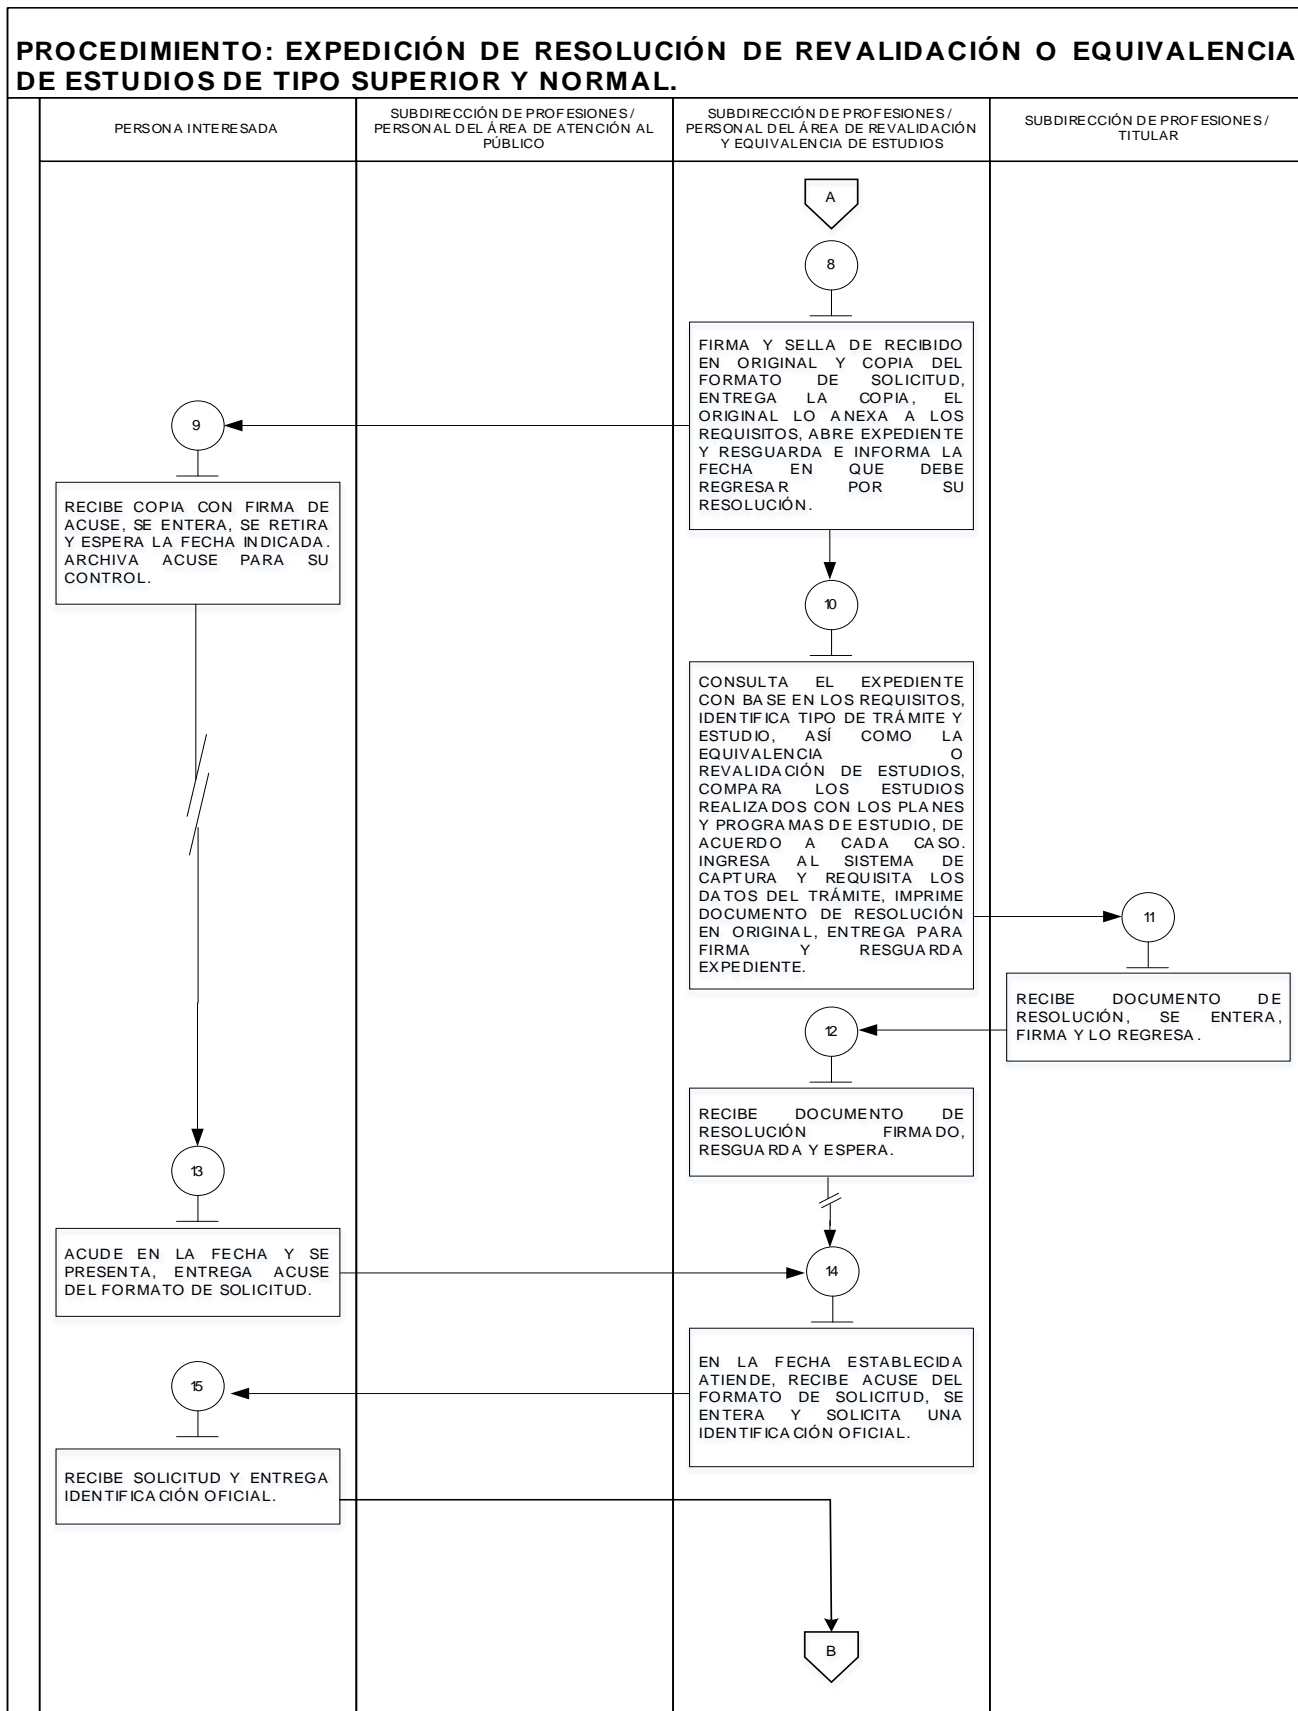 PROCEDIMIENTO: EXPEDICIÓN DE RESOLUCIÓN DE REVALIDACIÓN O EQUIVALENCIA
DE ESTUDIOS DE TIPO SUPERIOR Y NORMAL.
PERSONA INTERESADA
SUBDIRECCIÓN DE PROFESIONES /
PERSONAL DEL ÁREA DE ATENCIÓN AL
PÚBLICO
SUBDIRECCIÓN DE PROFESIONES /
PERSONAL DEL ÁREA DE REVALIDACIÓN
Y EQUIVALENCIA DE ESTUDIOS
SUBDIRECCIÓN DE PROFESIONES /
TITULAR
A
8
FIRMA Y SELLA DE RECIBIDO
EN ORIGINAL Y COPIA DEL
FORMATO DE SOLICITUD,
ENTREGA LA COPIA, EL
ORIGINAL LO ANEXA A LOS
REQUISITOS, ABRE EXPEDIENTE
Y RESGUARDA E INFORMA LA
FECHA EN QUE DEBE
REGRESAR POR SU
RESOLUCIÓN.
9
RECIBE COPIA CON FIRMA DE
ACUSE, SE ENTERA, SE RETIRA
Y ESPERA LA FECHA INDICADA.
ARCHIVA ACUSE PARA SU
CONTROL.
10
CONSULTA EL EXPEDIENTE
CON BASE EN LOS REQUISITOS,
IDENTIFICA TIPO DE TRÁMITE Y
ESTUDIO, ASÍ COMO LA
EQUIVALENCIA O
REVALIDACIÓN DE ESTUDIOS,
COMPARA LOS ESTUDIOS
REALIZADOS CON LOS PLANES
Y PROGRAMAS DE ESTUDIO, DE
ACUERDO A CADA CASO.
INGRESA AL SISTEMA DE
CAPTURA Y REQUISITA LOS
DATOS DEL TRÁMITE, IMPRIME
DOCUMENTO DE RESOLUCIÓN
EN ORIGINAL, ENTREGA PARA
FIRMA Y RESGUARDA
EXPEDIENTE.
11
RECIBE DOCUMENTO DE
RESOLUCIÓN, SE ENTERA,
FIRMA Y LO REGRESA.
12
RECIBE DOCUMENTO DE
RESOLUCIÓN FIRMADO,
RESGUARDA Y ESPERA.
13
ACUDE EN LA FECHA Y SE
PRESENTA, ENTREGA ACUSE
DEL FORMATO DE SOLICITUD.
14
EN LA FECHA ESTABLECIDA
ATIENDE, RECIBE ACUSE DEL
FORMATO DE SOLICITUD, SE
ENTERA Y SOLICITA UNA
IDENTIFICACIÓN OFICIAL.
15
RECIBE SOLICITUD Y ENTREGA
IDENTIFICACIÓN OFICIAL.
B